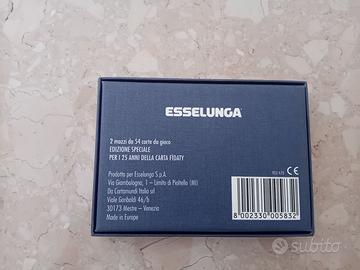 ESSELUNGA
2 mazzi da 54 carte da gioco
EDIZIONE SPECIALE
PER I 25 ANNI DELLA CARTA FÌDATY
Prodotto per Esselunga S.p.A.
Via Giambologna, 1 – Limito di Pioltello (MI)
Da Cartamundi Italia srl
Viale Garibaldi 46/b
30173 Mestre – Venezia
Made in Europe
CE
8 002330 005832
subito